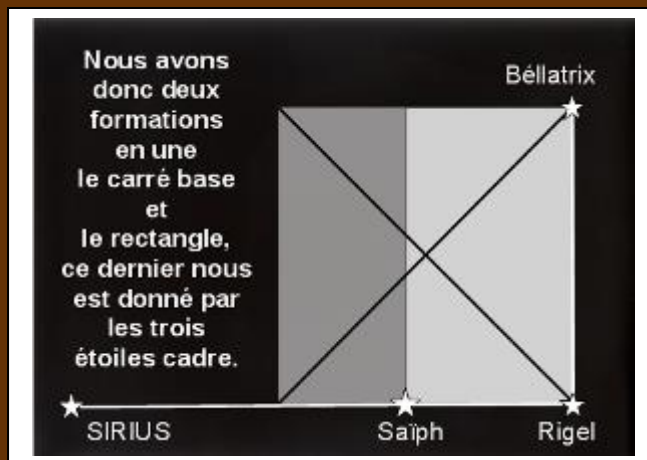 Nous avons
donc deux
formations
en une
le carré base
et
le rectangle,
ce dernier nous
est donné par
les trois
étoiles cadre.
Béllatrix
SIRIUS
Saïph
Rigel